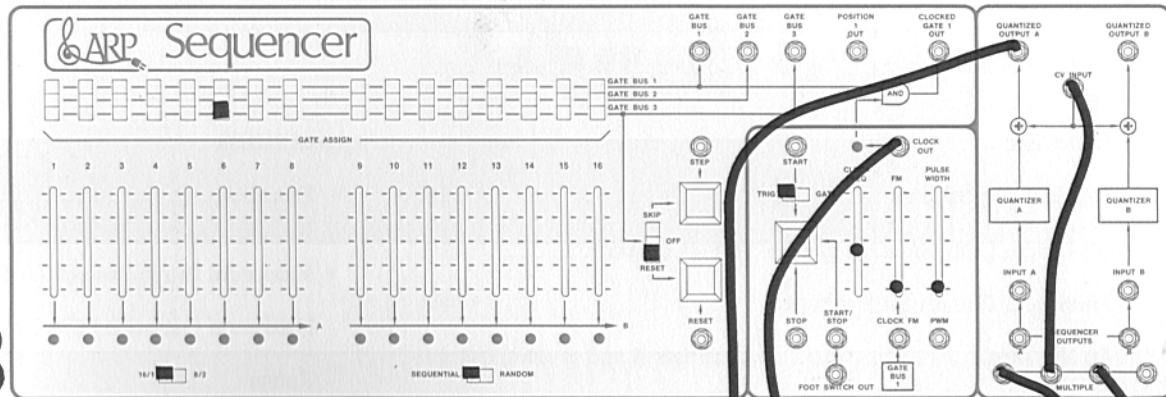 ARP Sequencer
GATE BUS 1
GATE BUS 2
GATE BUS 3
POSITION 1 OUT
CLOCKED GATE 1 OUT
QUANTIZED OUTPUT A
QUANTIZED OUTPUT B
GATE BUS 1
GATE BUS 2
GATE BUS 3
CV INPUT
AND
GATE ASSIGN
1 2 3 4 5 6 7 8 9 10 11 12 13 14 15 16
STEP
START
CLOCK OUT
FM
PULSE WIDTH
TRIG
SKIP
OFF
RESET
QUANTIZER A
QUANTIZER B
INPUT A
INPUT B
A
B
RESET
STOP
START/STOP
CLOCK FM
PWM
SEQUENCER OUTPUTS
B
16/1
8/2
SEQUENTIAL
RANDOM
FOOT SWITCH OUT
GATE BUS 1
MULTIPLE